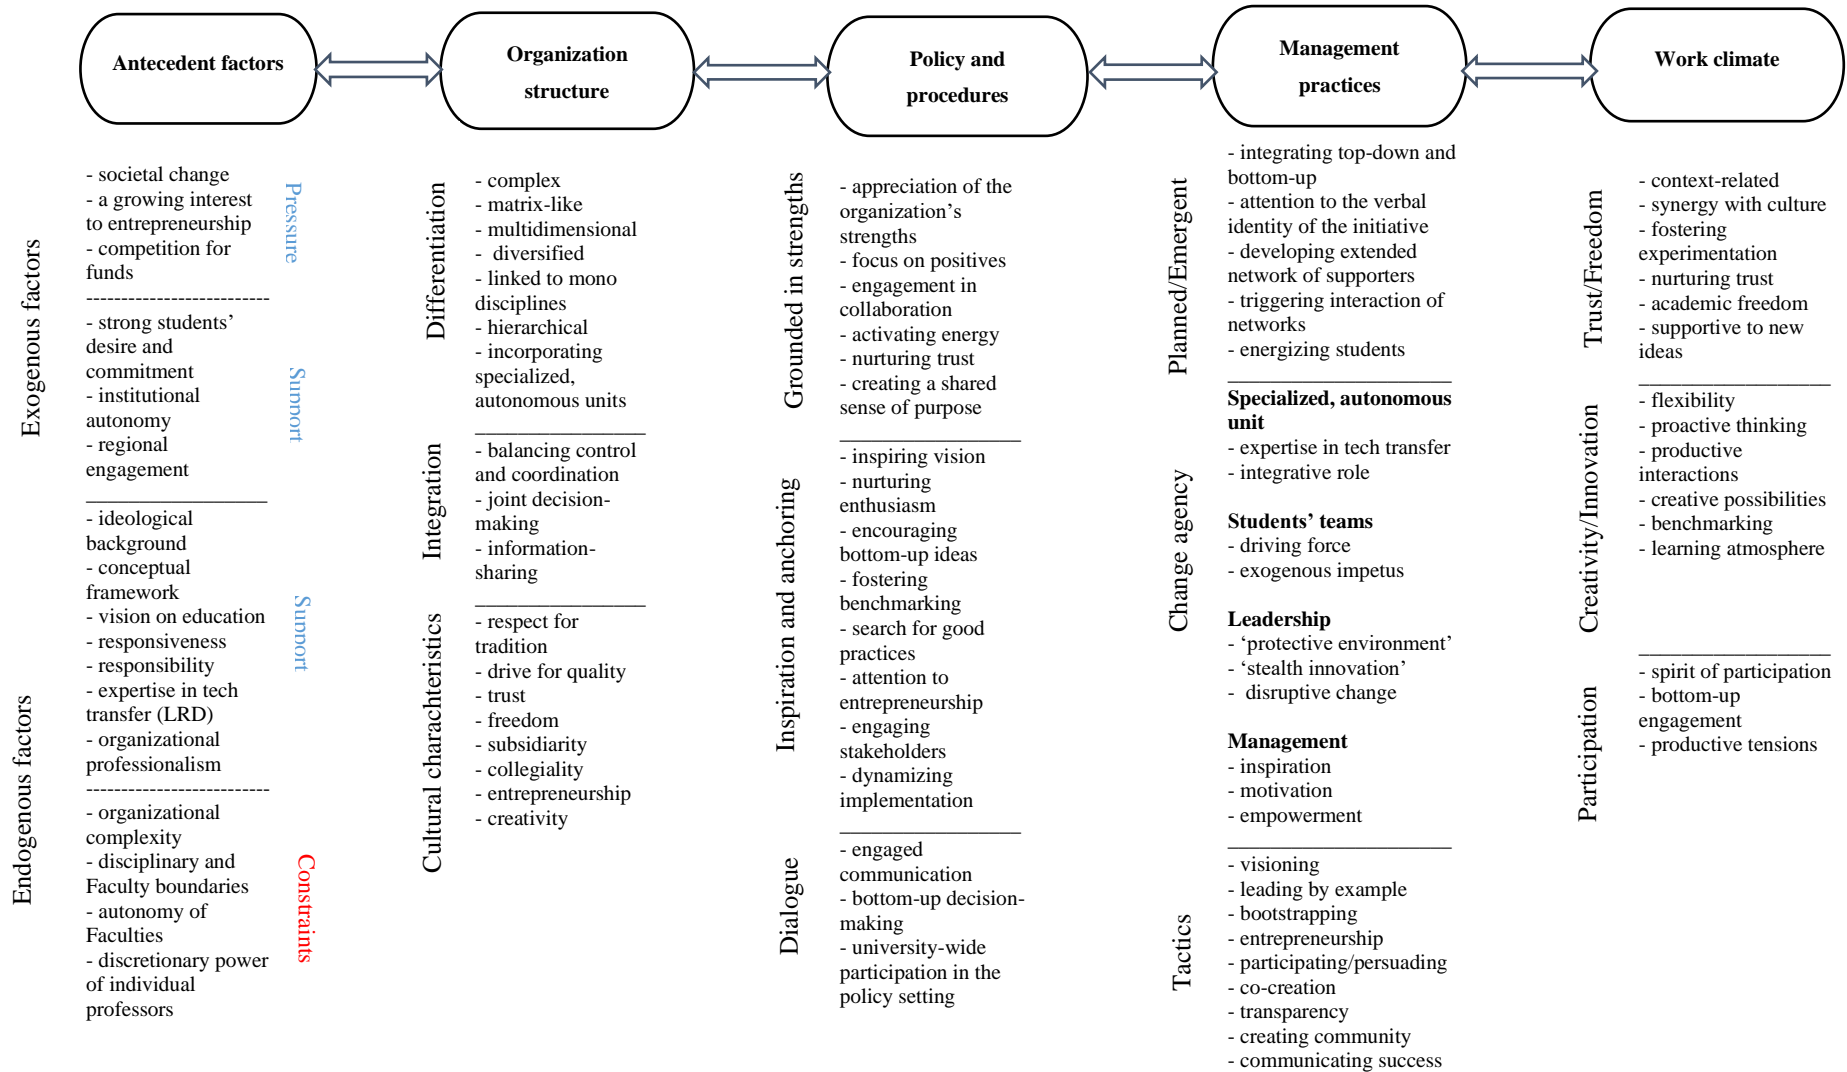 Antecedent factors
Organization
structure
Policy and
procedures
Management
practices
Work climate
Exogenous factors
- societal change
- a growing interest
to entrepreneurship
- competition for
funds
Pressure
- strong students’
desire and
commitment
- institutional
autonomy
- regional
engagement
Support
Endogenous factors
- ideological
background
- conceptual
framework
- vision on education
- responsiveness
- responsibility
- expertise in tech
transfer (LRD)
- organizational
professionalism
Support
- organizational
complexity
- disciplinary and
Faculty boundaries
- autonomy of
Faculties
- discretionary power
of individual
professors
Constraints
Differentiation
- complex
- matrix-like
- multidimensional
- diversified
- linked to mono
disciplines
- hierarchical
- incorporating
specialized,
autonomous units
Integration
- balancing control
and coordination
- joint decision-
making
- information-
sharing
Cultural charachteristics
- respect for
tradition
- drive for quality
- trust
- freedom
- subsidiarity
- collegiality
- entrepreneurship
- creativity
Grounded in strengths
- appreciation of the
organization’s
strengths
- focus on positives
- engagement in
collaboration
- activating energy
- nurturing trust
- creating a shared
sense of purpose
Inspiration and anchoring
- inspiring vision
- nurturing
enthusiasm
- encouraging
bottom-up ideas
- fostering
benchmarking
- search for good
practices
- attention to
entrepreneurship
- engaging
stakeholders
- dynamizing
implementation
Dialogue
- engaged
communication
- bottom-up decision-
making
- university-wide
participation in the
policy setting
Planned/Emergent
- integrating top-down and
bottom-up
- attention to the verbal
identity of the initiative
- developing extended
network of supporters
- triggering interaction of
networks
- energizing students
Change agency
Specialized, autonomous
unit
- expertise in tech transfer
- integrative role
Students’ teams
- driving force
- exogenous impetus
Leadership
- ‘protective environment’
- ‘stealth innovation’
- disruptive change
Management
- inspiration
- motivation
- empowerment
Tactics
- visioning
- leading by example
- bootstrapping
- entrepreneurship
- participating/persuading
- co-creation
- transparency
- creating community
- communicating success
Trust/Freedom
- context-related
- synergy with culture
- fostering
experimentation
- nurturing trust
- academic freedom
- supportive to new
ideas
Creativity/Innovation
- flexibility
- proactive thinking
- productive
interactions
- creative possibilities
- benchmarking
- learning atmosphere
Participation
- spirit of participation
- bottom-up
engagement
- productive tensions